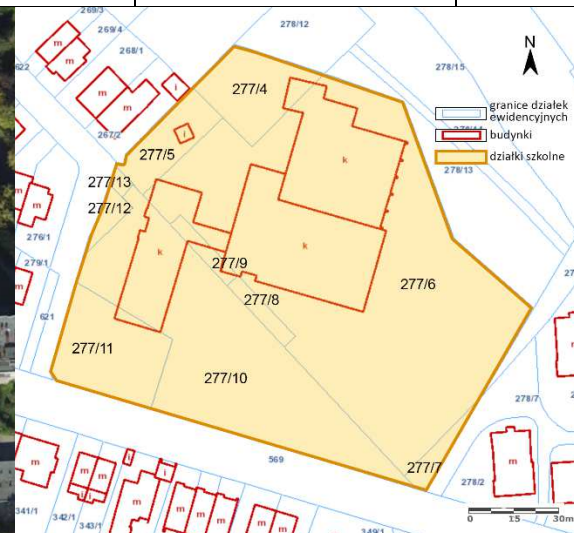 269/3
269/4
268/1
278/12
N
622
m
m
m
m
i
277/4
278/15
granice działek
ewidencyjnych
267/2
i
budynki
277/5
k
działki szkolne
277/13
278/13
277/12
m
m
276/1
k
k
279/1
277/9
277/6
277/8
621
277/11
277/10
278/7
569
m
277/7
278/2
m
m
m
i
i
i
i
m
m
m
m
m
m
341/1
342/1
343/1
349/1
0 15 30m